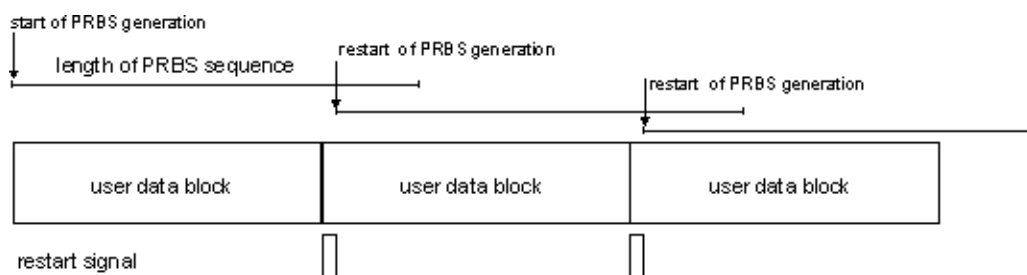 start of PRBS generation
restart of PRBS generation
length of PRBS sequence
restart of PRBS generation
user data block
user data block
user data block
restart signal